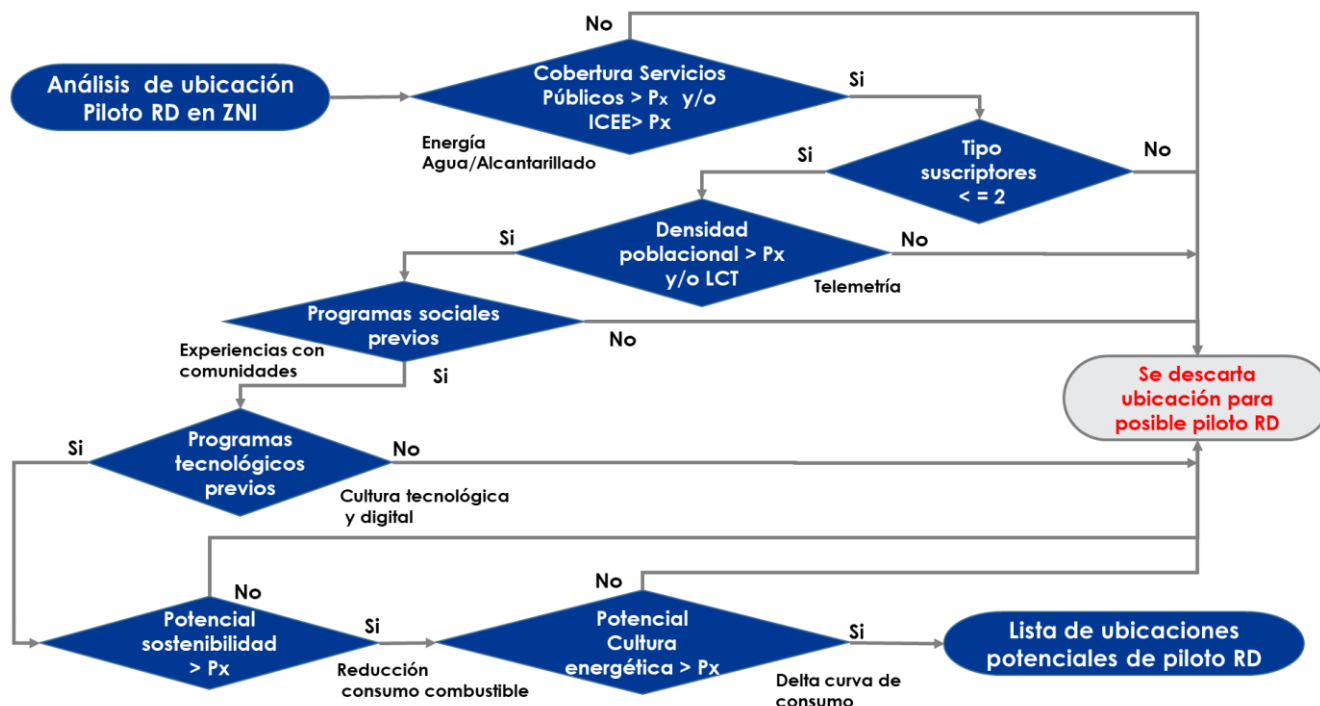 No
Análisis de ubicación
Piloto RD en ZNI
Cobertura Servicios
Públicos > Px y/o
ICEE> Px
Si
Energía
Agua/Alcantarillado
Si
Tipo
suscriptores
< = 2
No
Si
Densidad
poblacional > Px
y/o LCT
No
Telemetría
Programas sociales
previos
No
Experiencias con
comunidades
Si
Se descarta
ubicación para
posible piloto RD
Si
Programas
tecnológicos
previos
No
Cultura tecnológica
y digital
No
Potencial
sostenibilidad
> Px
Si
Reducción
consumo combustible
No
Potencial
Cultura
energética > Px
Si
Delta curva de
consumo
Lista de ubicaciones
potenciales de piloto RD